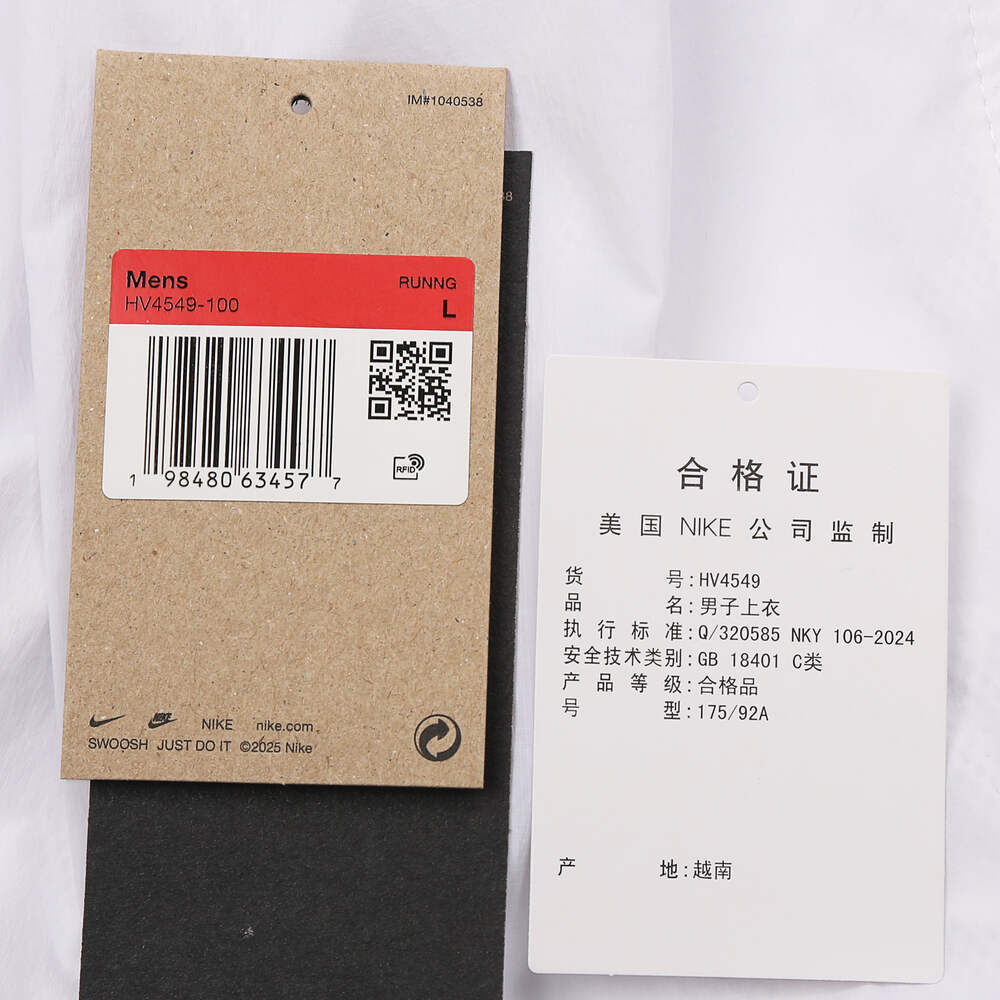 IM#1040538
38
Mens
RUNNG
HV4549-100
L
RFID
1 98480 63457 7
NIKE NIKE nike.com
SWOOSH JUST DO IT ©2025 Nike
合格证
美国 NIKE 公司监制
货号:HV4549
品名:男子上衣
执行标准:Q/320585 NKY 106-2024
安全技术类别:GB 18401 C类
产品等级:合格品
号型:175/92A
产地:越南